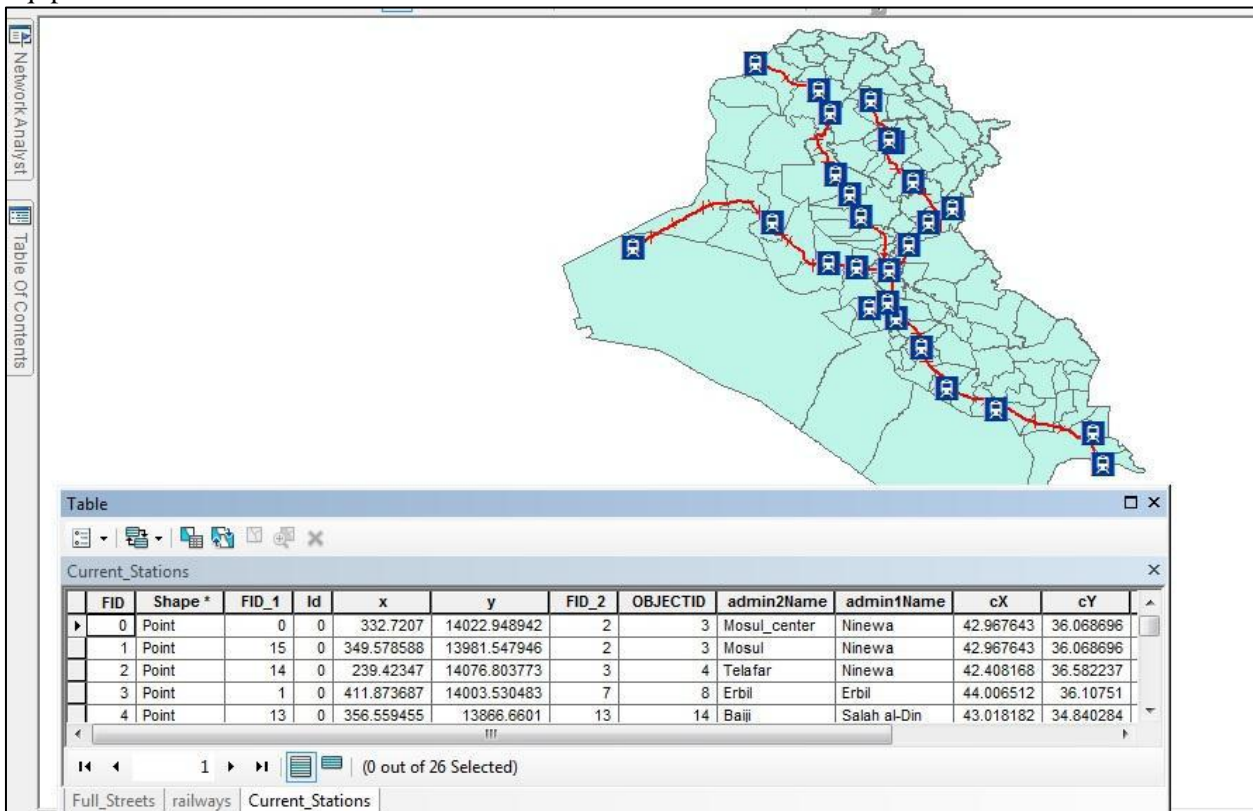 Network Analyst
Table Of Contents
Table
Current_Stations
FID Shape * FID_1 Id x y FID_2 OBJECTID admin2Name admin1Name cX cY
0 Point 0 0 332.7207 14022.948942 2 3 Mosul_center Ninewa 42.967643 36.068696
1 Point 15 0 349.578588 13981.547946 2 3 Mosul Ninewa 42.967643 36.068696
2 Point 14 0 239.42347 14076.803773 3 4 Telafar Ninewa 42.408168 36.582237
3 Point 1 0 411.873687 14003.530483 7 8 Erbil Erbil 44.006512 36.10751
4 Point 13 0 356.559455 13866.6601 13 14 Baiji Salah al-Din 43.018182 34.840284
1 (0 out of 26 Selected)
Full_Streets railways Current_Stations